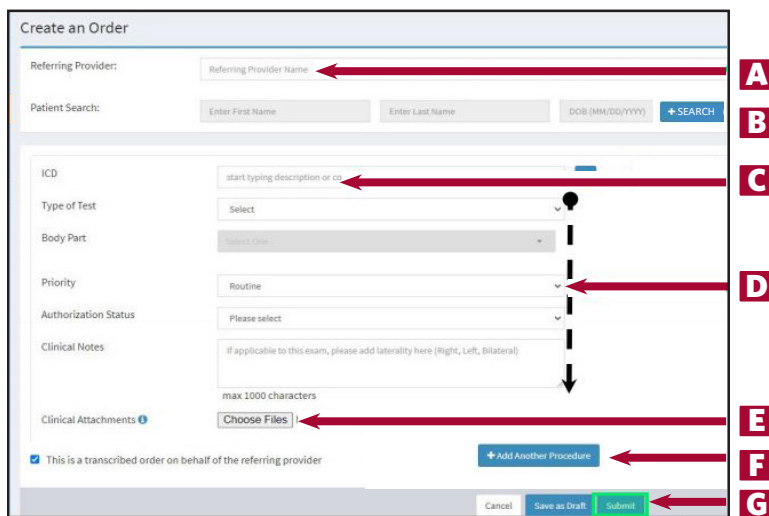 Create an Order
Referring Provider: Referring Provider Name A
Patient Search: Enter First Name Enter Last Name DOB (MM/DD/YYYY) + SEARCH B
ICD start typing description or co C
Type of Test Select
Body Part Select One
Priority Routine D
Authorization Status Please select
Clinical Notes If applicable to this exam, please add laterality here (Right, Left, Bilateral)
max 1000 characters
Clinical Attachments Choose Files E
This is a transcribed order on behalf of the referring provider + Add Another Procedure F
Cancel Save as Draft Submit G